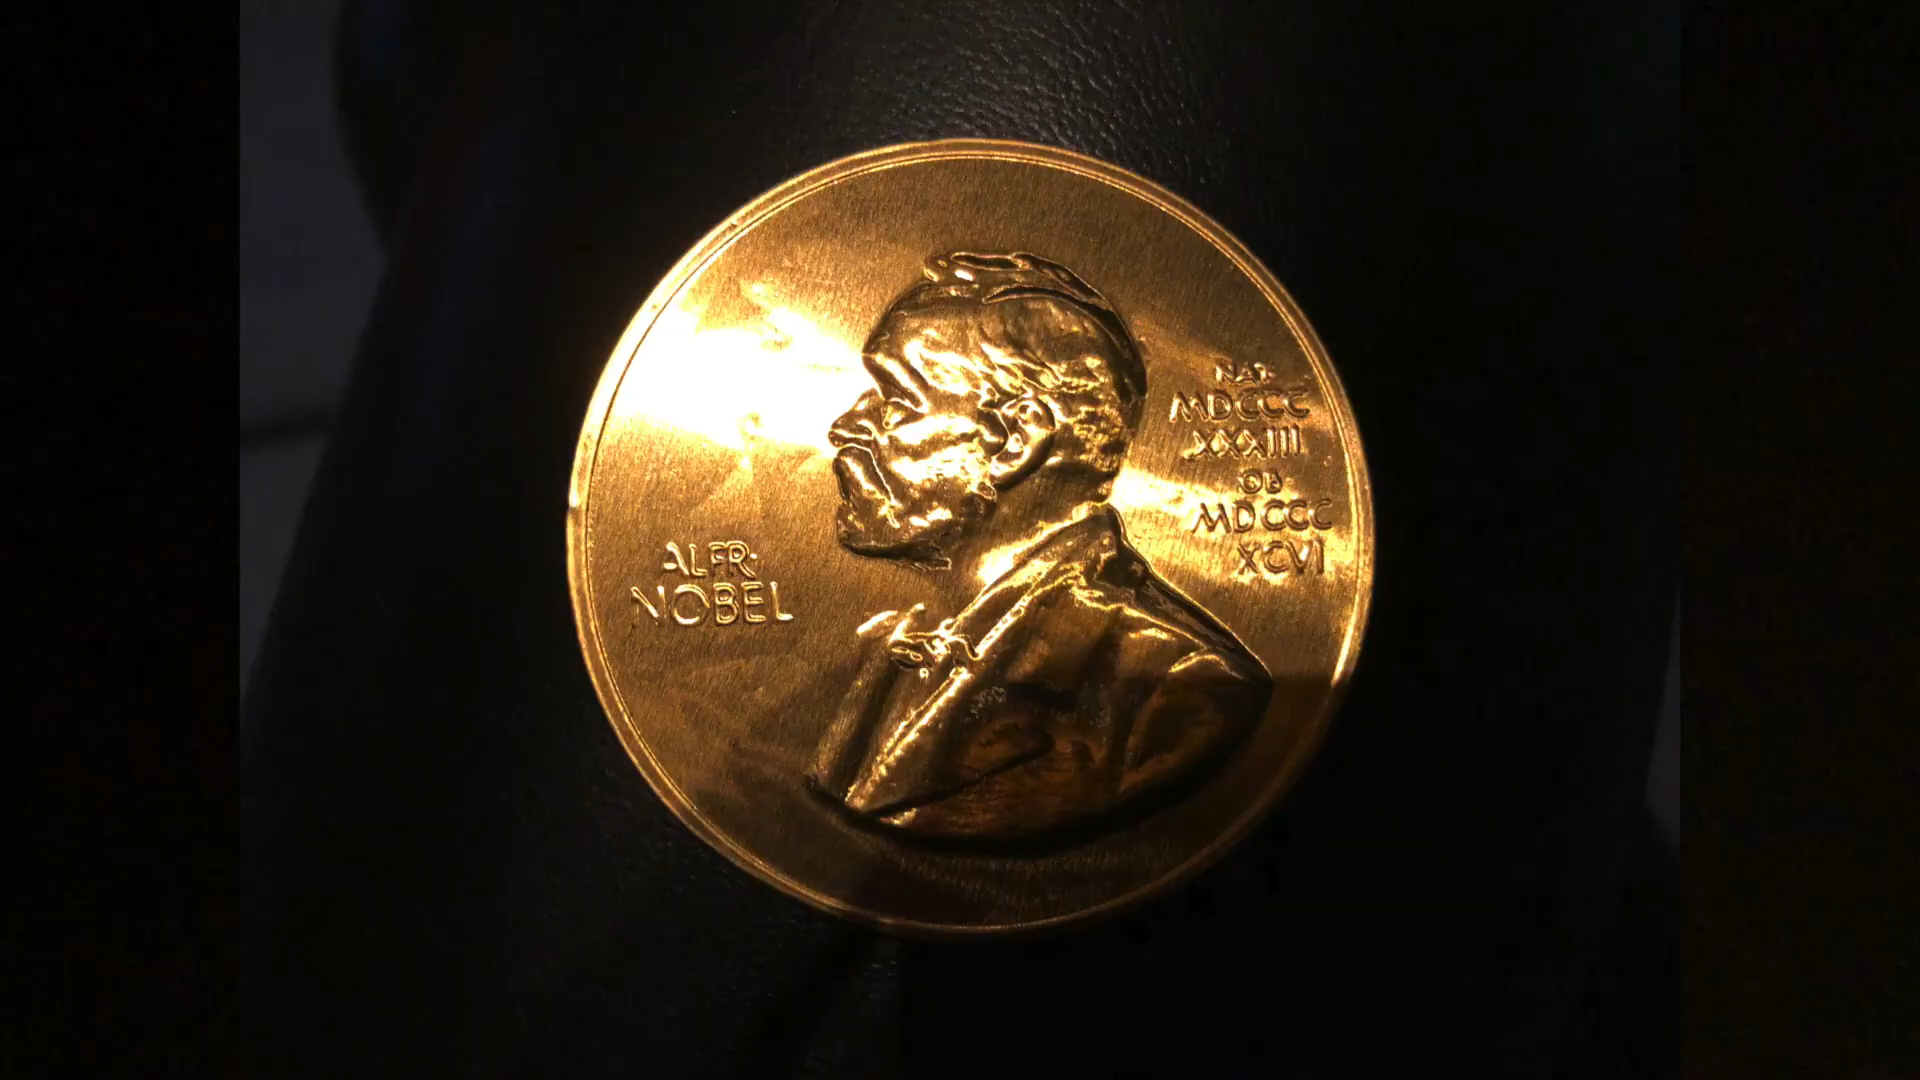 ALFR·
NOBEL
NAT·
MDCCC
XXXIII
OB·
MDCCC
XCVI